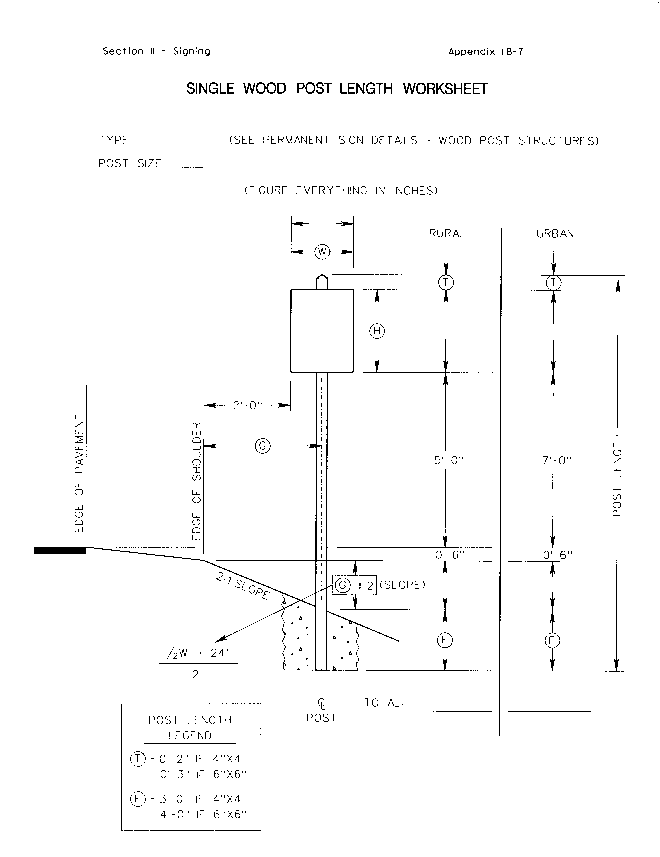 Section II - Signing Appendix 1B-7
SINGLE WOOD POST LENGTH WORKSHEET
TYPE (SEE PERMANENT SIGN DETAILS - WOOD POST STRUCTURES)
POST SIZE
(FIGURE EVERYTHING IN INCHES)
RURAL URBAN
W
T T
H
2'-0"
G
EDGE OF PAVEMENT
EDGE OF SHOULDER
5'-0" 7'-0"
POST LENGTH
0'-6" 0'-6"
2:1 SLOPE
G ÷ 2 (SLOPE)
F F
½W + 24"
2
℄ TOTAL
POST
POST LENGTH
LEGEND
T - 0'-2" IF 4"X4"
0'-3" IF 6"X6"
F - 3'-0" IF 4"X4"
4'-0" IF 6"X6"